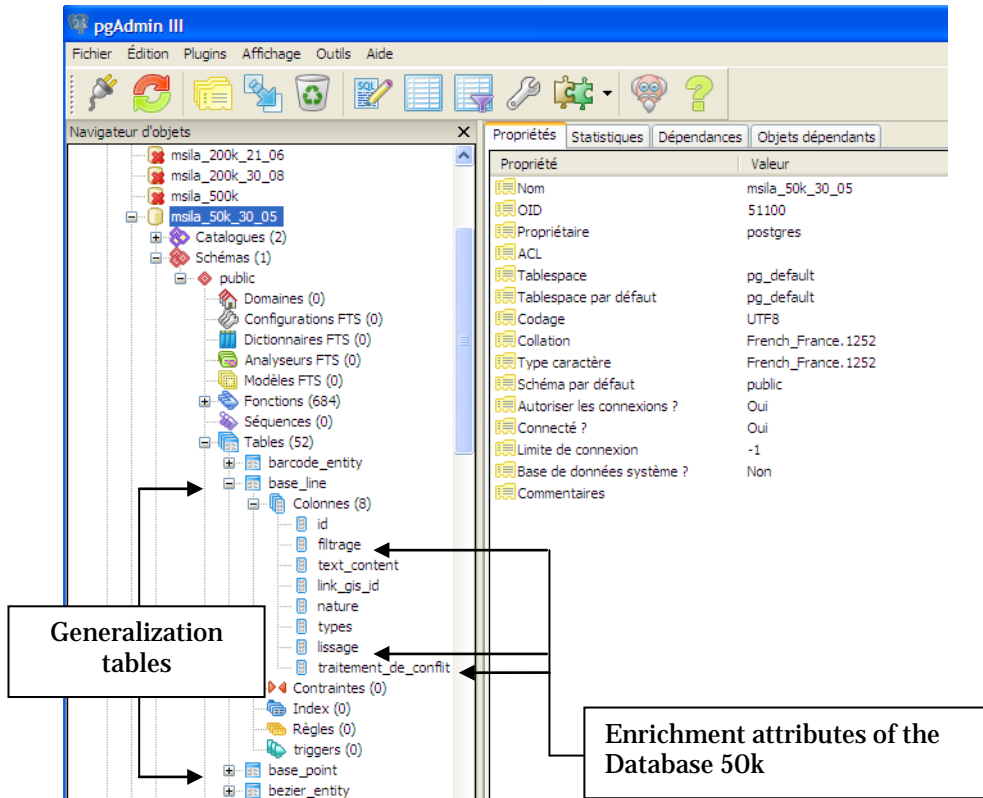 pgAdmin III
Fichier Édition Plugins Affichage Outils Aide
SQL
Navigateur d'objets X
msila_200k_21_06
msila_200k_30_08
msila_500k
msila_50k_30_05
Catalogues (2)
Schémas (1)
public
Domaines (0)
Configurations FTS (0)
Dictionnaires FTS (0)
Analyseurs FTS (0)
Modèles FTS (0)
Fonctions (684)
Séquences (0)
Tables (52)
barcode_entity
base_line
Colonnes (8)
id
filtrage
text_content
link_gis_id
nature
types
lissage
traitement_de_conflit
Contraintes (0)
Index (0)
Règles (0)
triggers (0)
base_point
bezier_entity
Generalization
tables
Propriétés Statistiques Dépendances Objets dépendants
Propriété Valeur
Nom msila_50k_30_05
OID 51100
Propriétaire postgres
ACL
Tablespace pg_default
Tablespace par défaut pg_default
Codage UTF8
Collation French_France.1252
Type caractère French_France.1252
Schéma par défaut public
Autoriser les connexions ? Oui
Connecté ? Oui
Limite de connexion -1
Base de données système ? Non
Commentaires
Enrichment attributes of the
Database 50k